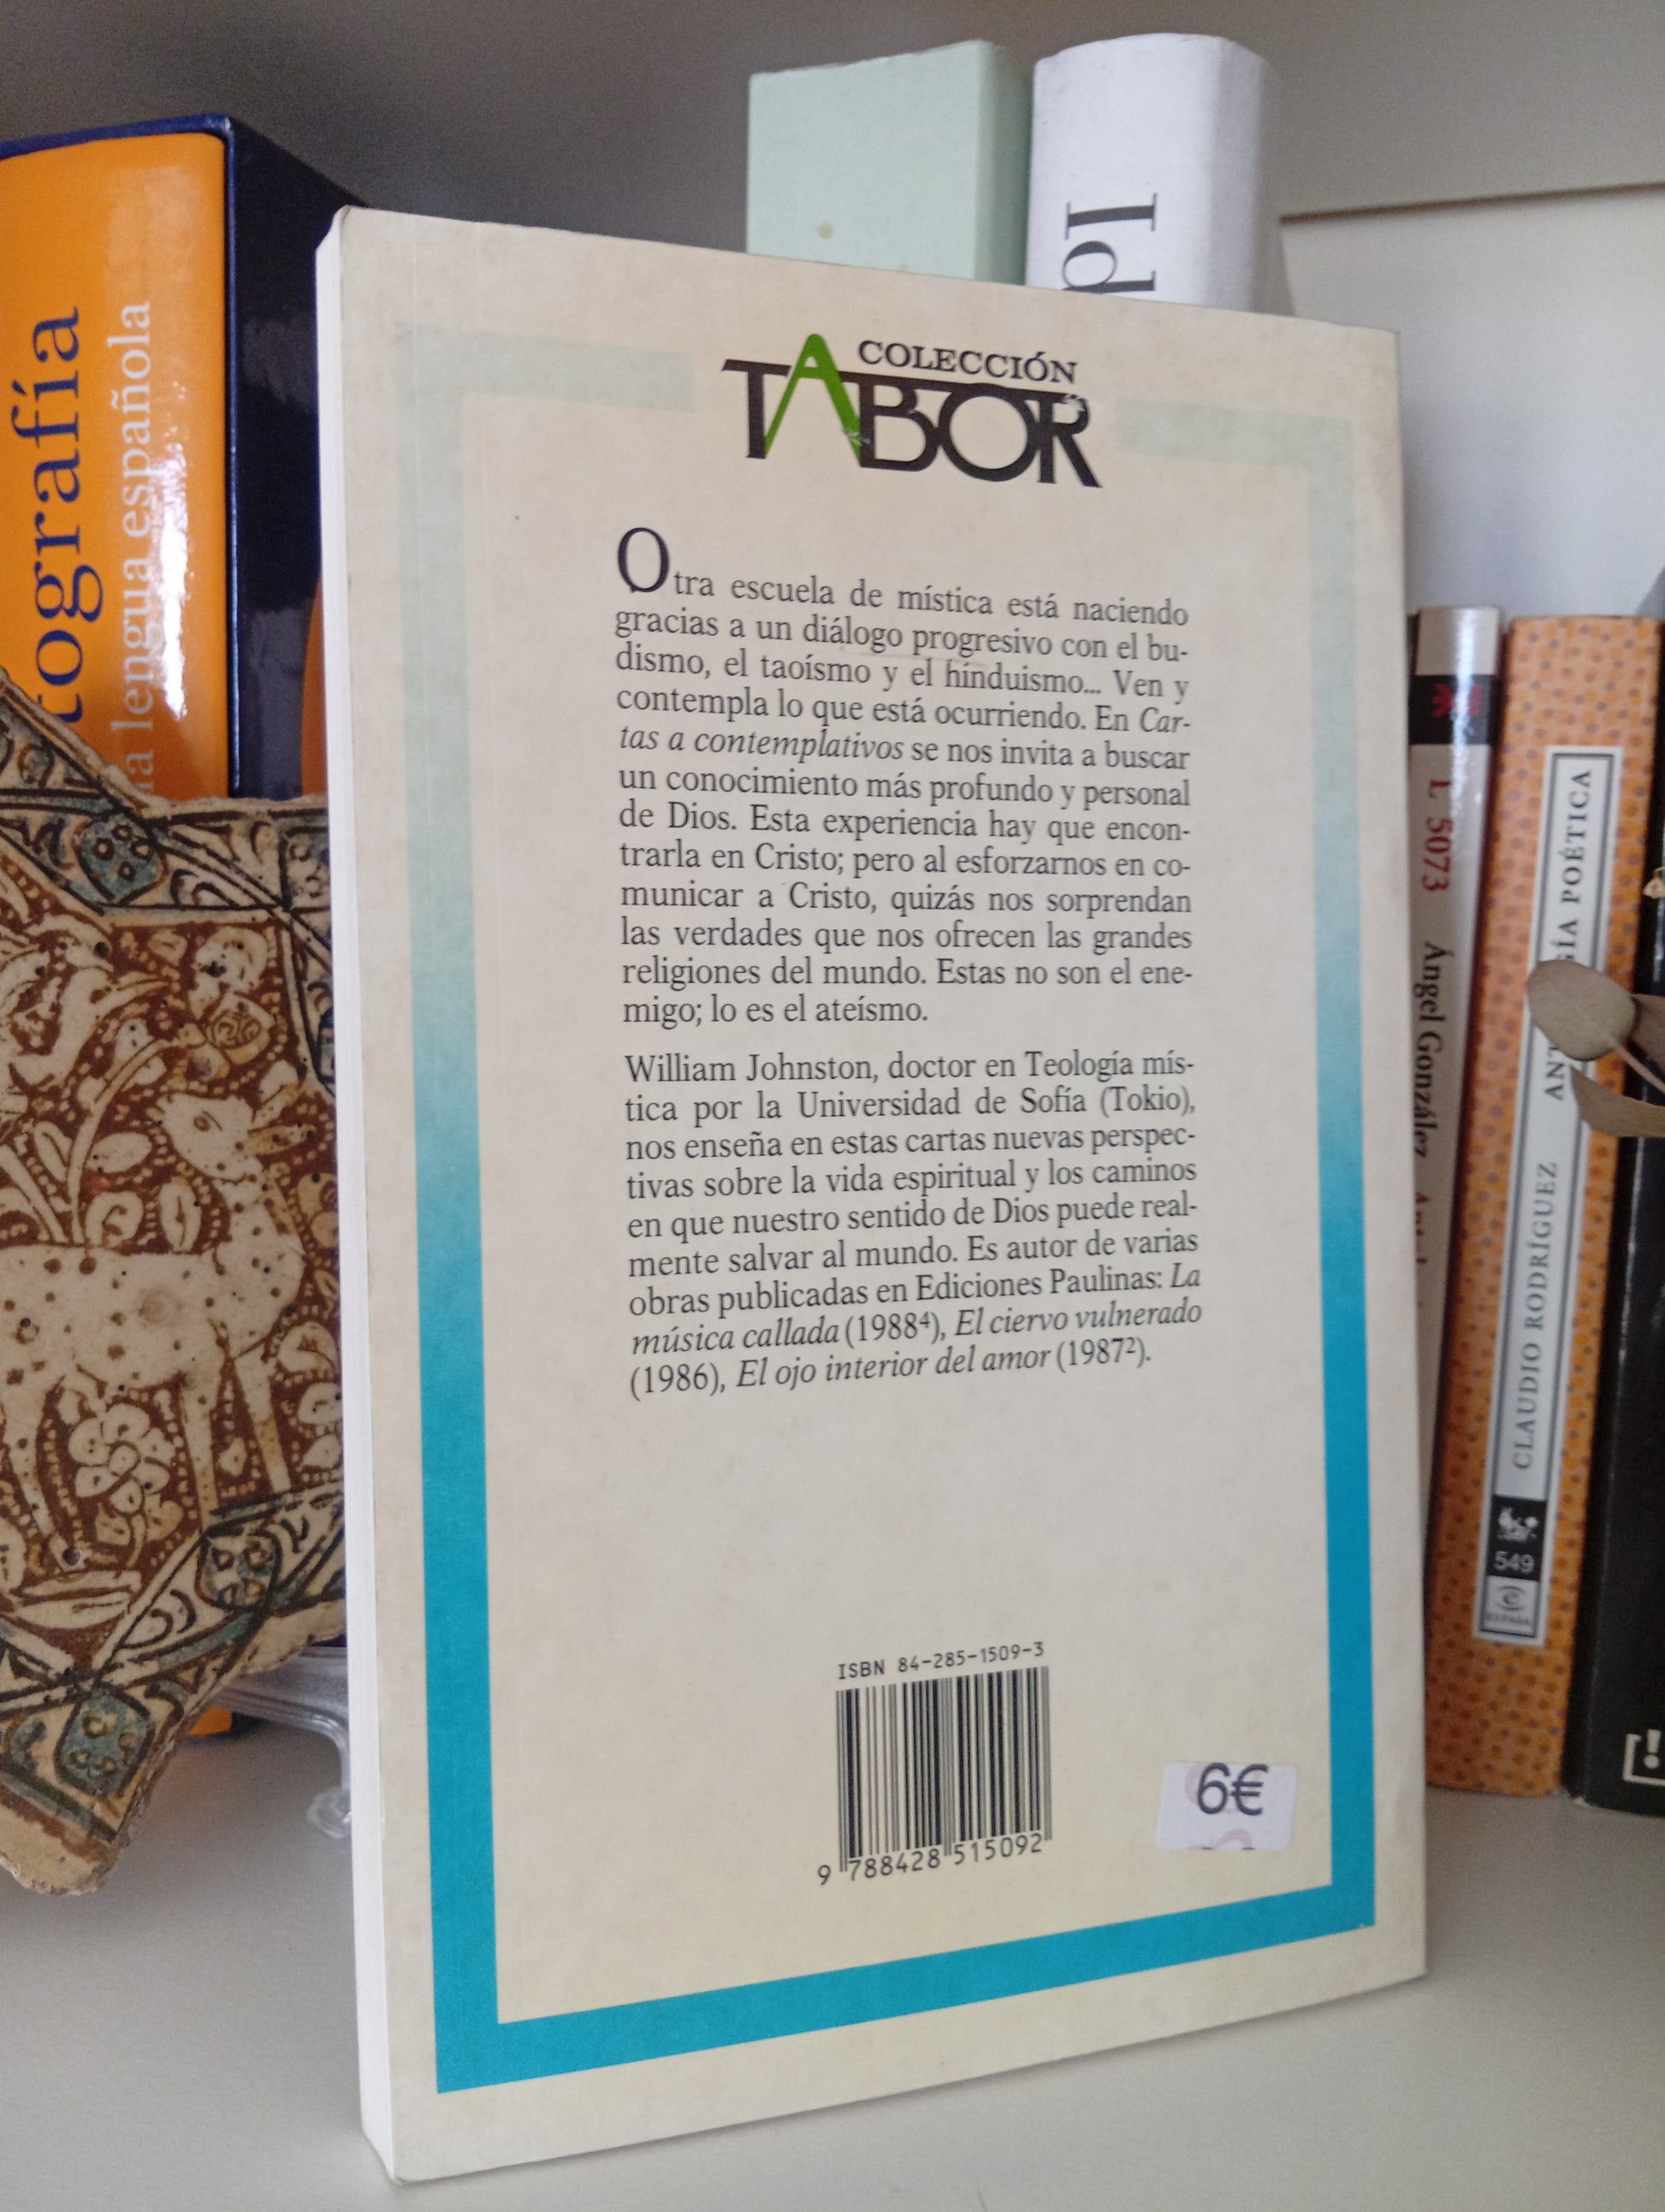 tografía
a lengua española
Id
COLECCIÓN
TABOR
Otra escuela de mística está naciendo
gracias a un diálogo progresivo con el bu-
dismo, el taoísmo y el hinduismo... Ven y
contempla lo que está ocurriendo. En Car-
tas a contemplativos se nos invita a buscar
un conocimiento más profundo y personal
de Dios. Esta experiencia hay que encon-
trarla en Cristo; pero al esforzarnos en co-
municar a Cristo, quizás nos sorprendan
las verdades que nos ofrecen las grandes
religiones del mundo. Estas no son el ene-
migo; lo es el ateísmo.
William Johnston, doctor en Teología mís-
tica por la Universidad de Sofía (Tokio),
nos enseña en estas cartas nuevas perspec-
tivas sobre la vida espiritual y los caminos
en que nuestro sentido de Dios puede real-
mente salvar al mundo. Es autor de varias
obras publicadas en Ediciones Paulinas: La
música callada (1988⁴), El ciervo vulnerado
(1986), El ojo interior del amor (1987²).
ISBN 84-285-1509-3
9 788428 515092
6€
L 5073 Ángel González
CLAUDIO RODRÍGUEZ ANT GÍA POÉTICA
549
ESPASA